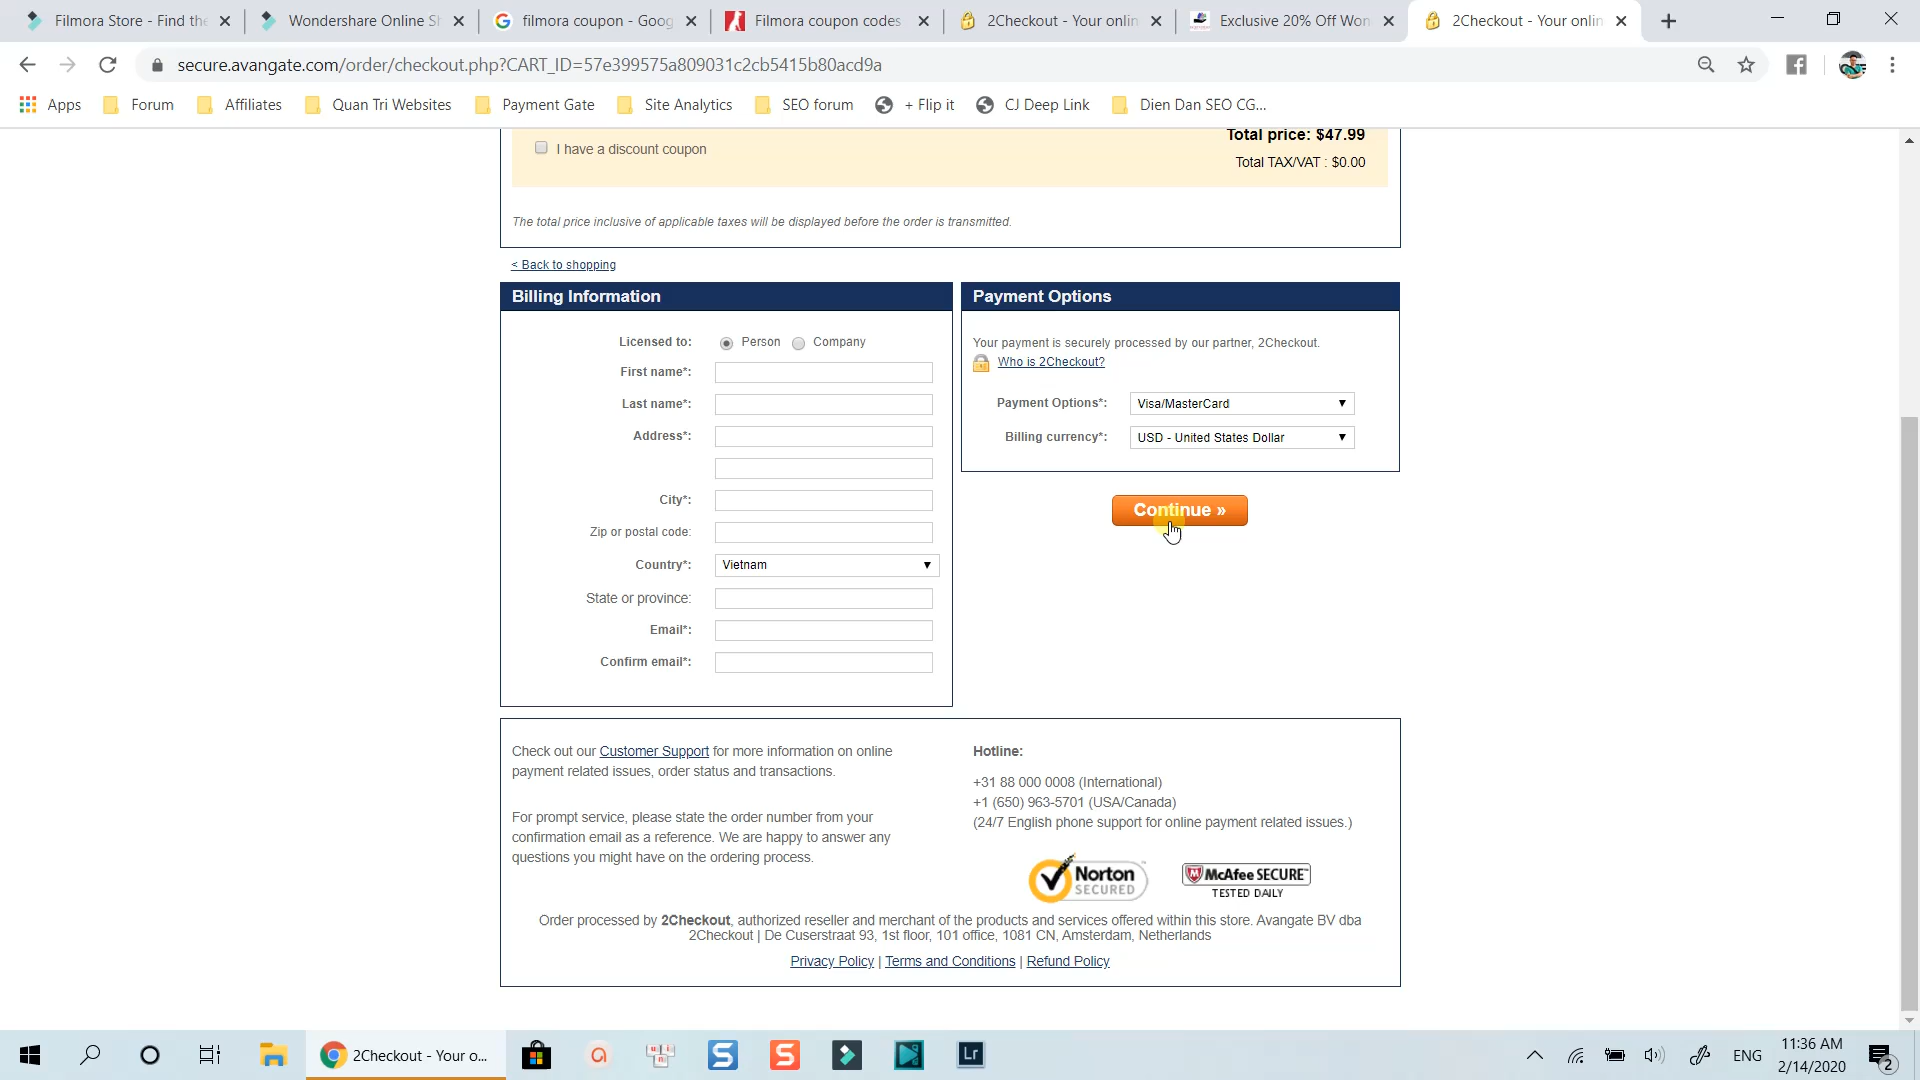 Filmora Store - Find the
Wondershare Online Sh
filmora coupon - Goog
Filmora coupon codes
2Checkout - Your onlin
Exclusive 20% Off Won
2Checkout - Your onlin
secure.avangate.com/order/checkout.php?CART_ID=57e399575a809031c2cb5415b80acd9a
Apps
Forum
Affiliates
Quan Tri Websites
Payment Gate
Site Analytics
SEO forum
+ Flip it
CJ Deep Link
Dien Dan SEO CG...
Total price: $47.99
I have a discount coupon
Total TAX/VAT : $0.00
The total price inclusive of applicable taxes will be displayed before the order is transmitted.
< Back to shopping
Billing Information
Licensed to: Person Company
First name*:
Last name*:
Address*:
City*:
Zip or postal code:
Country*: Vietnam
State or province:
Email*:
Confirm email*:
Payment Options
Your payment is securely processed by our partner, 2Checkout.
Who is 2Checkout?
Payment Options*: Visa/MasterCard
Billing currency*: USD - United States Dollar
Continue »
Check out our Customer Support for more information on online
payment related issues, order status and transactions.
For prompt service, please state the order number from your
confirmation email as a reference. We are happy to answer any
questions you might have on the ordering process.
Hotline:
+31 88 000 0008 (International)
+1 (650) 963-5701 (USA/Canada)
(24/7 English phone support for online payment related issues.)
Norton
SECURED
McAfee SECURE™
TESTED DAILY
Order processed by 2Checkout, authorized reseller and merchant of the products and services offered within this store. Avangate BV dba
2Checkout | De Cuserstraat 93, 1st floor, 101 office, 1081 CN, Amsterdam, Netherlands
Privacy Policy | Terms and Conditions | Refund Policy
2Checkout - Your o...
Lr
ENG
11:36 AM
2/14/2020
2